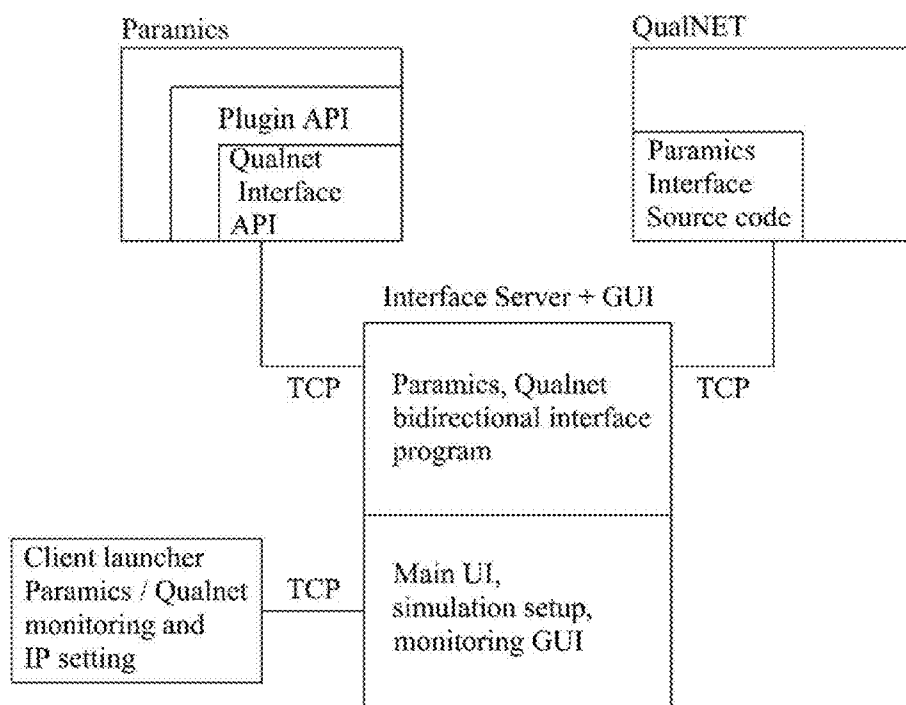 Paramics
QualNET
Plugin API
Qualnet
Interface
API
Paramics
Interface
Source code
Interface Server + GUI
TCP
Paramics, Qualnet
bidirectional interface
program
TCP
Client launcher
Paramics / Qualnet
monitoring and
IP setting
TCP
Main UI,
simulation setup,
monitoring GUI